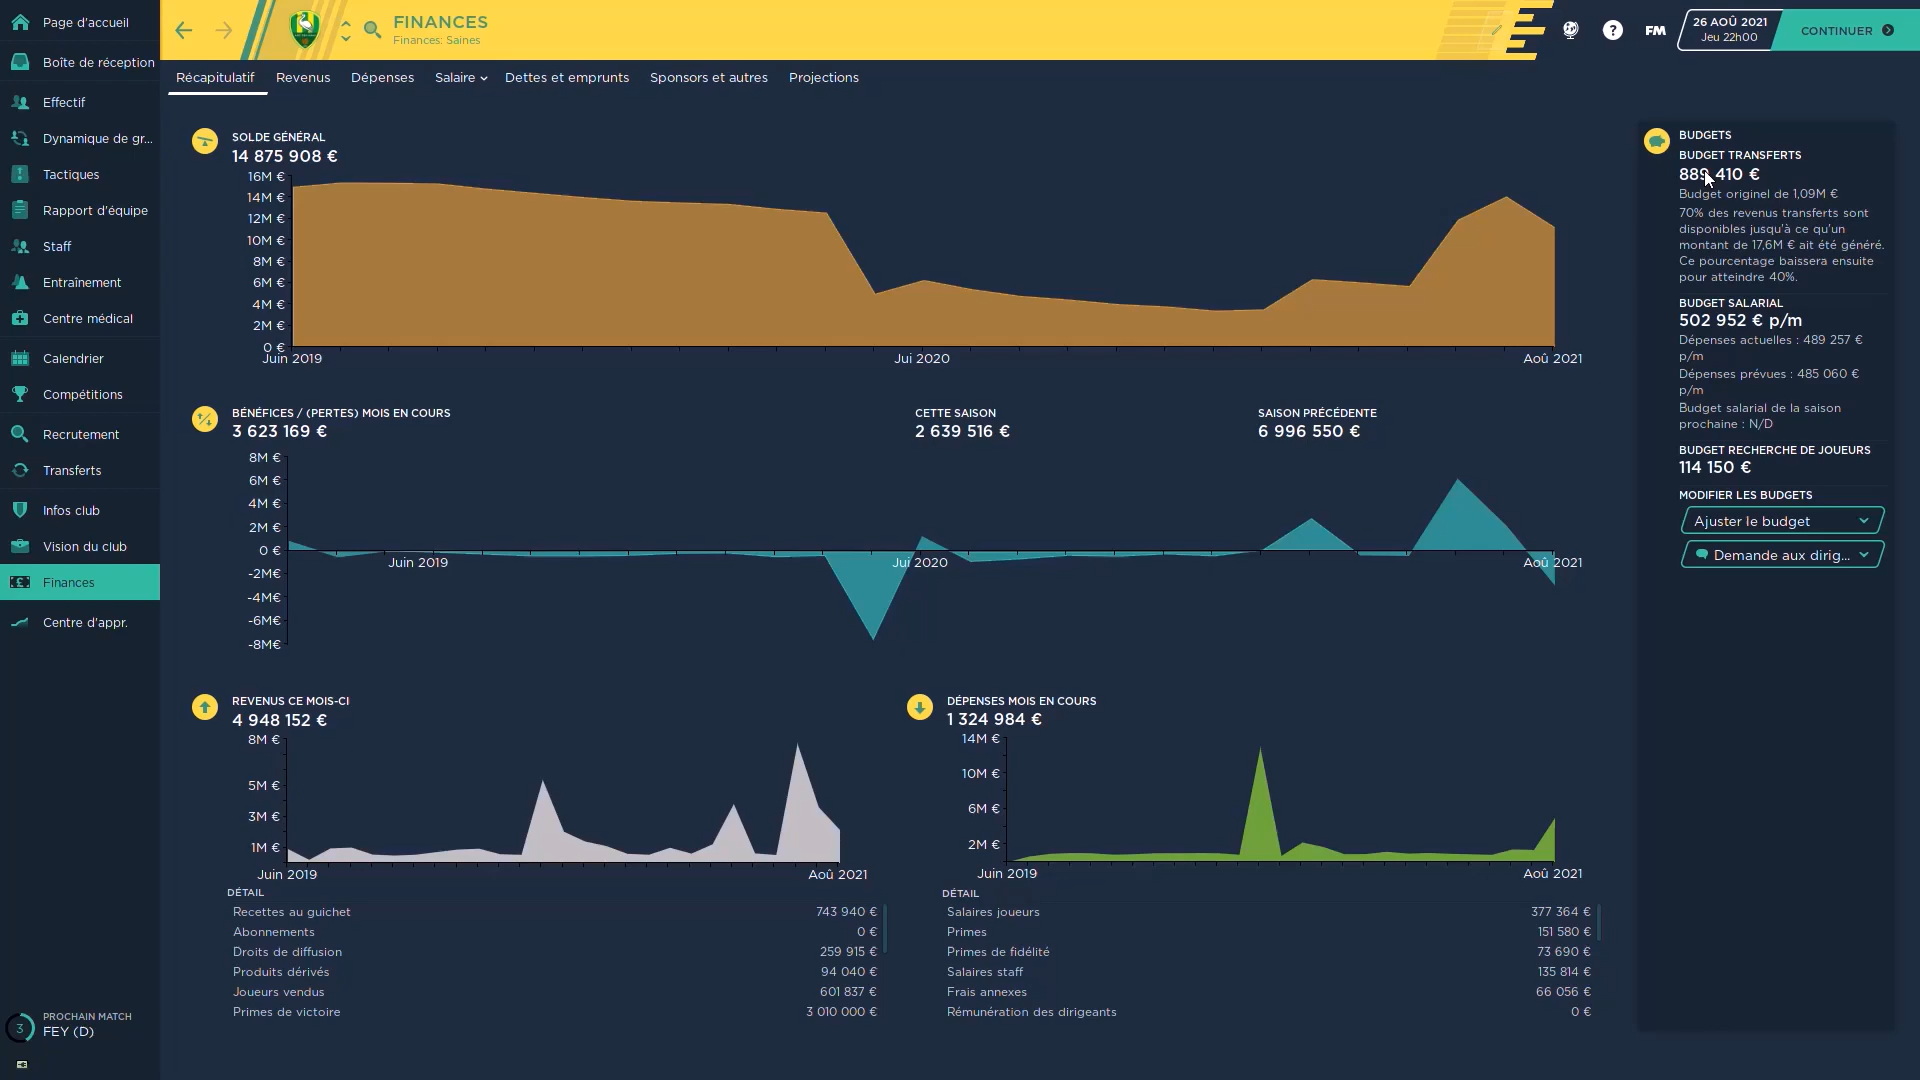 Page d'accueil
Boîte de réception
Effectif
Dynamique de gr...
Tactiques
Rapport d'équipe
Staff
Entraînement
Centre médical
Calendrier
Compétitions
Recrutement
Transferts
Infos club
Vision du club
Finances
Centre d'appr.
3
PROCHAIN MATCH
FEY (D)
FINANCES
Finances: Saines
?
FM
26 AOÛ 2021
Jeu 22h00
CONTINUER
Récapitulatif Revenus Dépenses Salaire Dettes et emprunts Sponsors et autres Projections
SOLDE GÉNÉRAL
14 875 908 €
16M €
14M €
12M €
10M €
8M €
6M €
4M €
2M €
0 €
Juin 2019 Jui 2020 Aoû 2021
BÉNÉFICES / (PERTES) MOIS EN COURS
3 623 169 €
CETTE SAISON
2 639 516 €
SAISON PRÉCÉDENTE
6 996 550 €
8M €
6M €
4M €
2M €
0 €
-2M€
-4M€
-6M€
-8M€
Juin 2019 Jui 2020 Aoû 2021
REVENUS CE MOIS-CI
4 948 152 €
8M €
5M €
3M €
1M €
Juin 2019 Aoû 2021
DÉTAIL
Recettes au guichet 743 940 €
Abonnements 0 €
Droits de diffusion 259 915 €
Produits dérivés 94 040 €
Joueurs vendus 601 837 €
Primes de victoire 3 010 000 €
DÉPENSES MOIS EN COURS
1 324 984 €
14M €
10M €
6M €
2M €
Juin 2019 Aoû 2021
DÉTAIL
Salaires joueurs 377 364 €
Primes 151 580 €
Primes de fidélité 73 690 €
Salaires staff 135 814 €
Frais annexes 66 056 €
Rémunération des dirigeants 0 €
BUDGETS
BUDGET TRANSFERTS
889 410 €
Budget originel de 1,09M €
70% des revenus transferts sont
disponibles jusqu'à ce qu'un
montant de 17,6M € ait été généré.
Ce pourcentage baissera ensuite
pour atteindre 40%.
BUDGET SALARIAL
502 952 € p/m
Dépenses actuelles : 489 257 €
p/m
Dépenses prévues : 485 060 €
p/m
Budget salarial de la saison
prochaine : N/D
BUDGET RECHERCHE DE JOUEURS
114 150 €
MODIFIER LES BUDGETS
Ajuster le budget
Demande aux dirig...